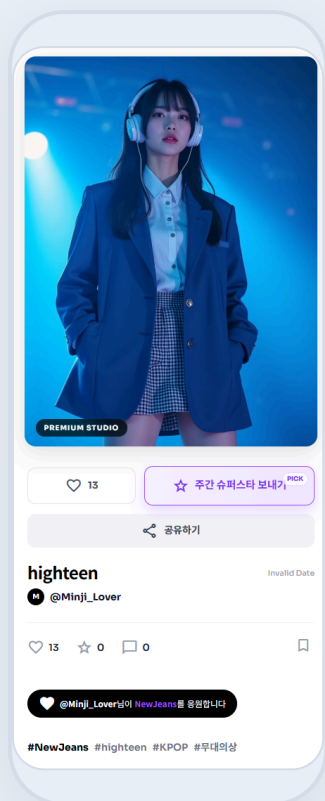 PREMIUM STUDIO
13
주간 슈퍼스타 보내기 PICK
공유하기
highteen
Invalid Date
M @Minji_Lover
13 0 0
@Minji_Lover님이 NewJeans를 응원합니다
#NewJeans #highteen #KPOP #무대의상